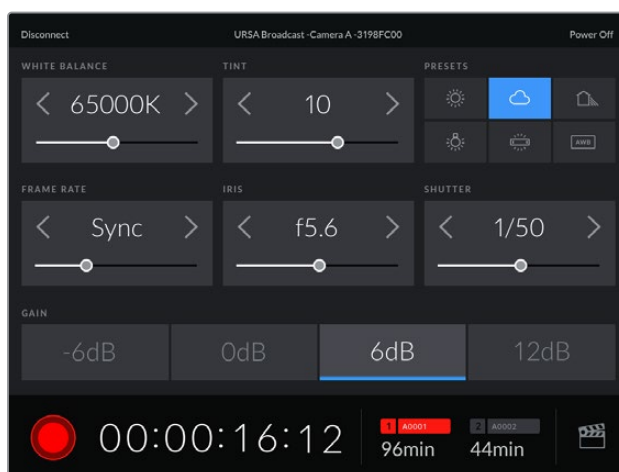 Disconnect URSA Broadcast -Camera A -3198FC00 Power Off
WHITE BALANCE TINT PRESETS
65000K 10
AWB
FRAME RATE IRIS SHUTTER
Sync f5.6 1/50
GAIN
-6dB 0dB 6dB 12dB
00:00:16:12
1 A0001 2 A0002
96min 44min